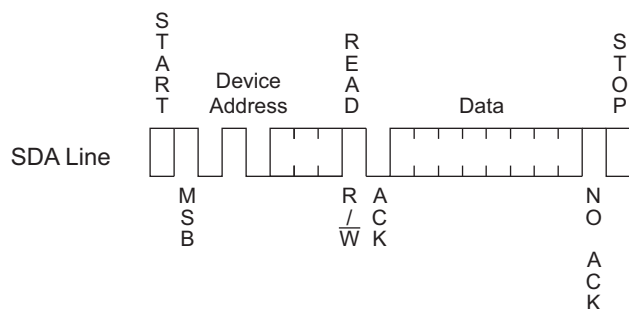 START
Device
Address
READ
Data
STOP
SDA Line
MSB
R/W
ACK
NO ACK